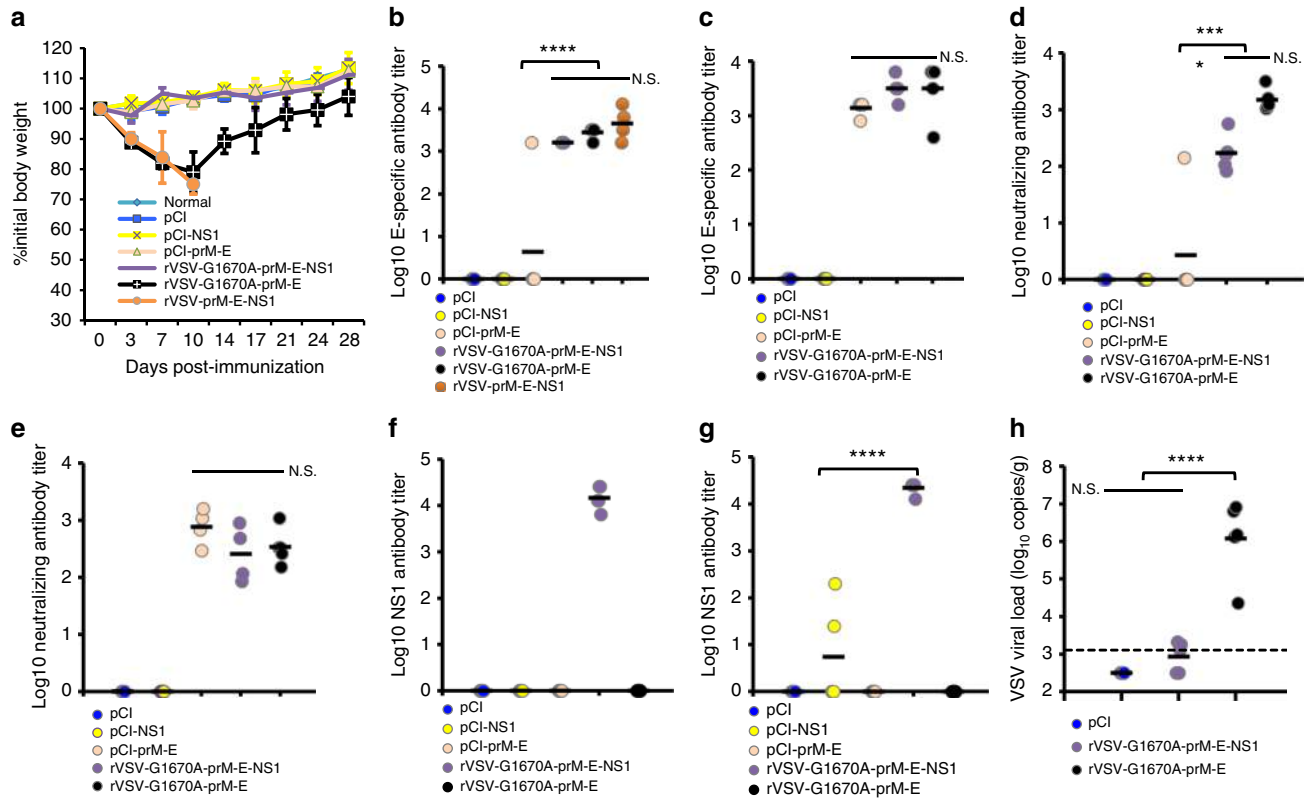 a
120
110
100
90
80
70
60
50
40
30
%initial body weight
0 3 7 10 14 17 21 24 28
Days post-immunization
Normal
pCI
pCI-NS1
pCI-prM-E
rVSV-G1670A-prM-E-NS1
rVSV-G1670A-prM-E
rVSV-prM-E-NS1
b
****
N.S.
5
4
3
2
1
0
Log10 E-specific antibody titer
pCI
pCI-NS1
pCI-prM-E
rVSV-G1670A-prM-E-NS1
rVSV-G1670A-prM-E
rVSV-prM-E-NS1
c
N.S.
4
3
2
1
0
Log10 E-specific antibody titer
pCI
pCI-NS1
pCI-prM-E
rVSV-G1670A-prM-E-NS1
rVSV-G1670A-prM-E
d
***
*
N.S.
4
3
2
1
0
Log10 neutralizing antibody titer
pCI
pCI-NS1
pCI-prM-E
rVSV-G1670A-prM-E-NS1
rVSV-G1670A-prM-E
e
N.S.
4
3
2
1
0
Log10 neutralizing antibody titer
pCI
pCI-NS1
pCI-prM-E
rVSV-G1670A-prM-E-NS1
rVSV-G1670A-prM-E
f
5
4
3
2
1
0
Log10 NS1 antibody titer
pCI
pCI-NS1
pCI-prM-E
rVSV-G1670A-prM-E-NS1
rVSV-G1670A-prM-E
g
****
5
4
3
2
1
0
Log10 NS1 antibody titer
pCI
pCI-NS1
pCI-prM-E
rVSV-G1670A-prM-E-NS1
rVSV-G1670A-prM-E
h
****
N.S.
8
7
6
5
4
3
2
VSV viral load (log₁₀ copies/g)
pCI
rVSV-G1670A-prM-E-NS1
rVSV-G1670A-prM-E